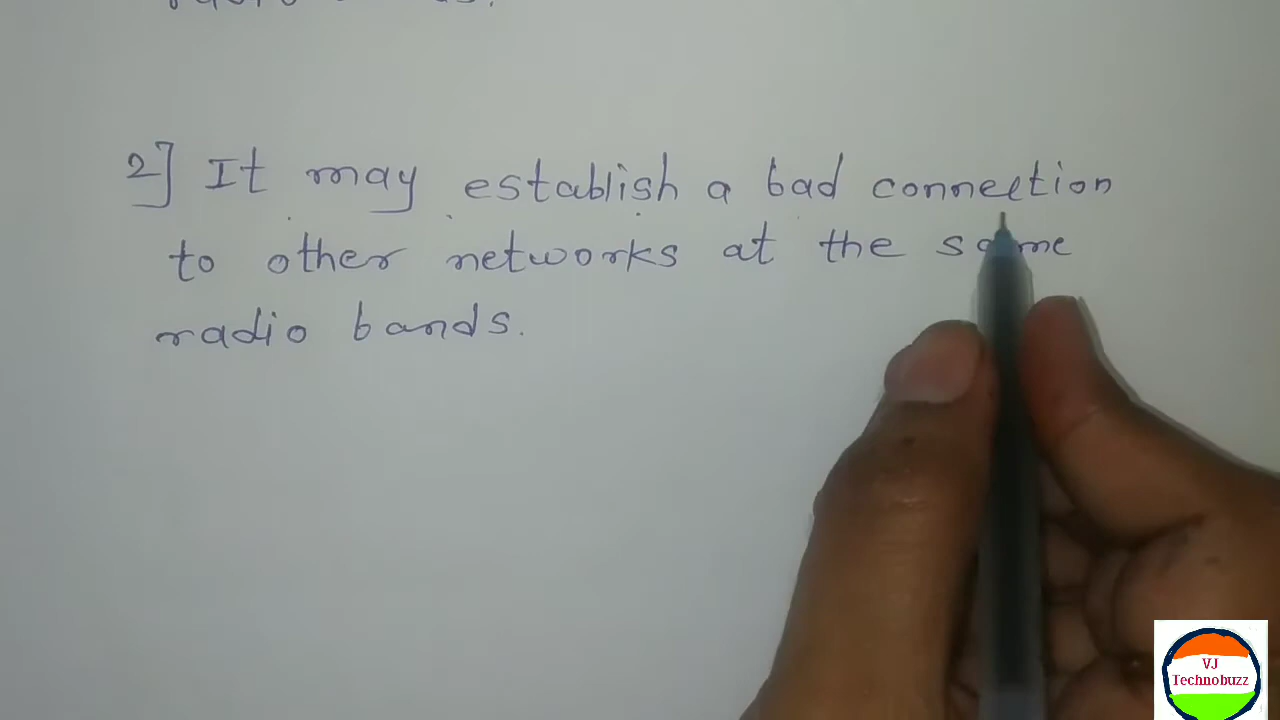 2] It may establish a bad connection
to other networks at the same
radio bands.
VJ
Technobuzz